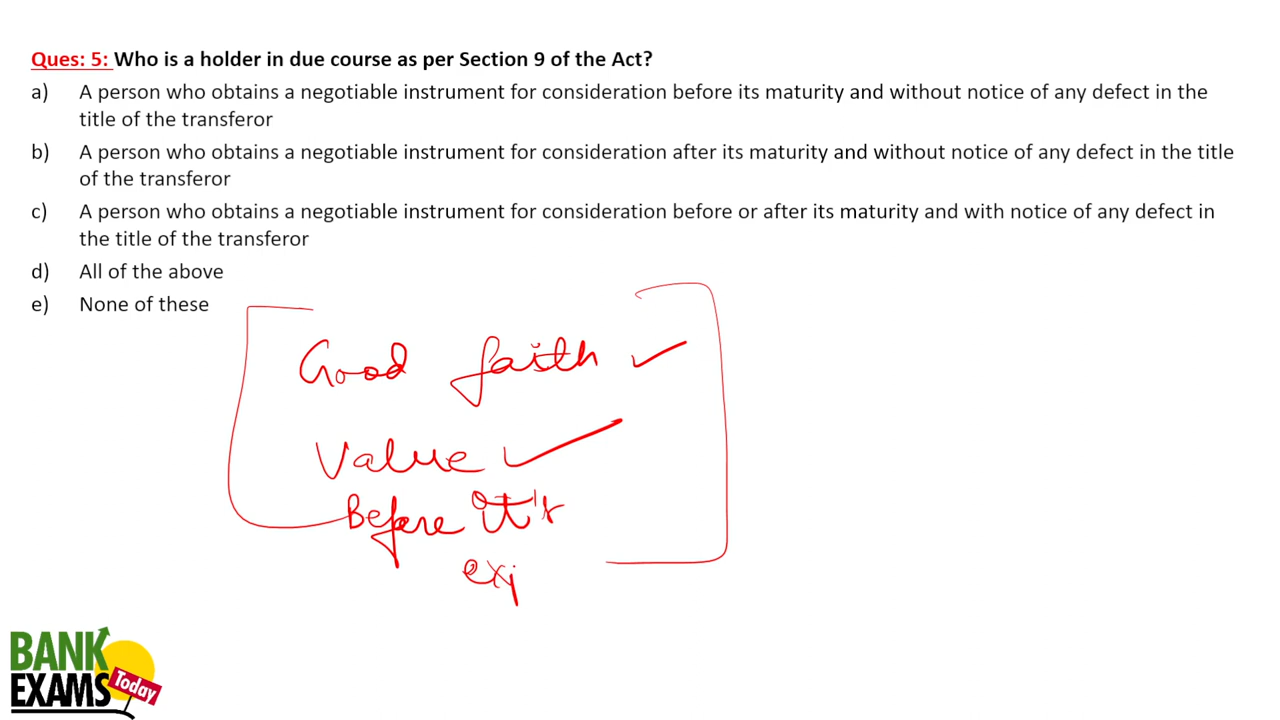 Ques: 5: Who is a holder in due course as per Section 9 of the Act?
a) A person who obtains a negotiable instrument for consideration before its maturity and without notice of any defect in the
title of the transferor
b) A person who obtains a negotiable instrument for consideration after its maturity and without notice of any defect in the title
of the transferor
c) A person who obtains a negotiable instrument for consideration before or after its maturity and with notice of any defect in
the title of the transferor
d) All of the above
e) None of these
Good faith
Value
Before it's
exp
BANK
EXAMS Today